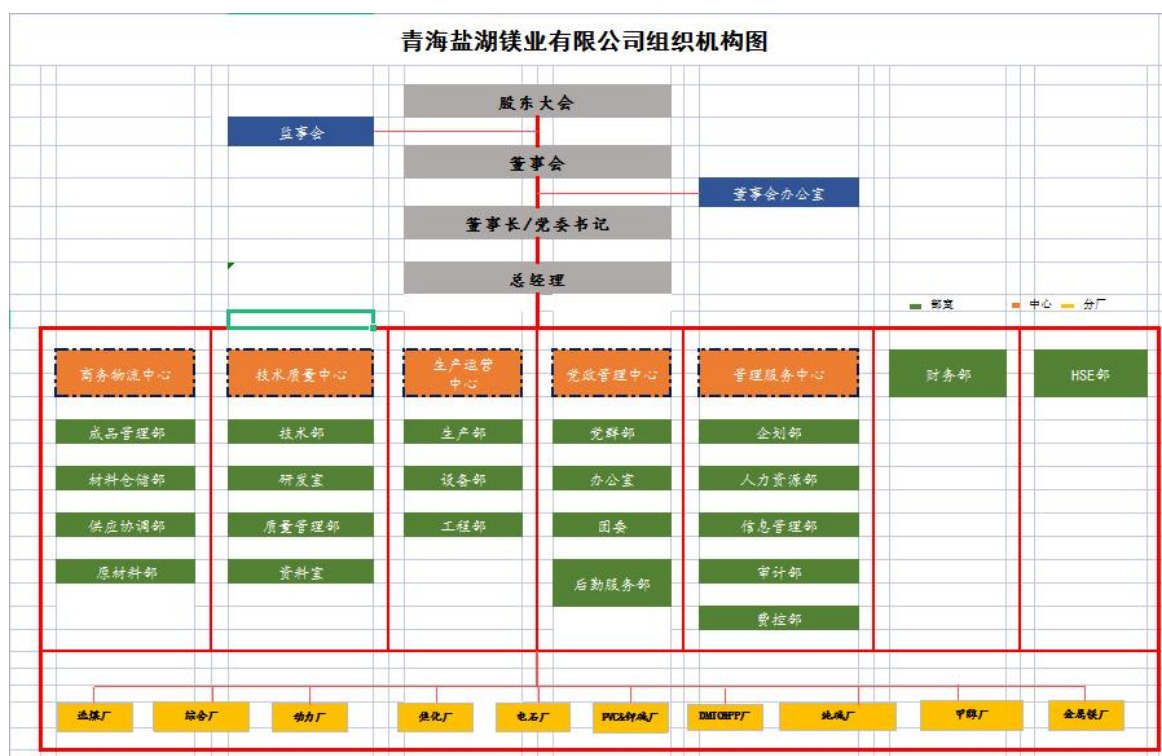 青海盐湖镁业有限公司组织机构图
股东大会
监事会
董事会
董事会办公室
董事长/党委书记
总经理
部室 中心 分厂
商务物流中心 技术质量中心 生产运营 党政管理中心 管理服务中心 财务部 HSE部
中心
成品管理部 技术部 生产部 党群部 企划部
材料仓储部 研发室 设备部 办公室 人力资源部
供应协调部 质量管理部 工程部 团委 信息管理部
原材料部 资料室 后勤服务部 审计部
费控部
选煤厂 综合厂 动力厂 焦化厂 电石厂 PVC&钾碱厂 DMTO&PP厂 纯碱厂 甲醇厂 金属镁厂